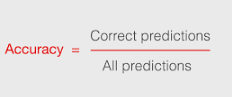 Correct predictions
Accuracy =
All predictions